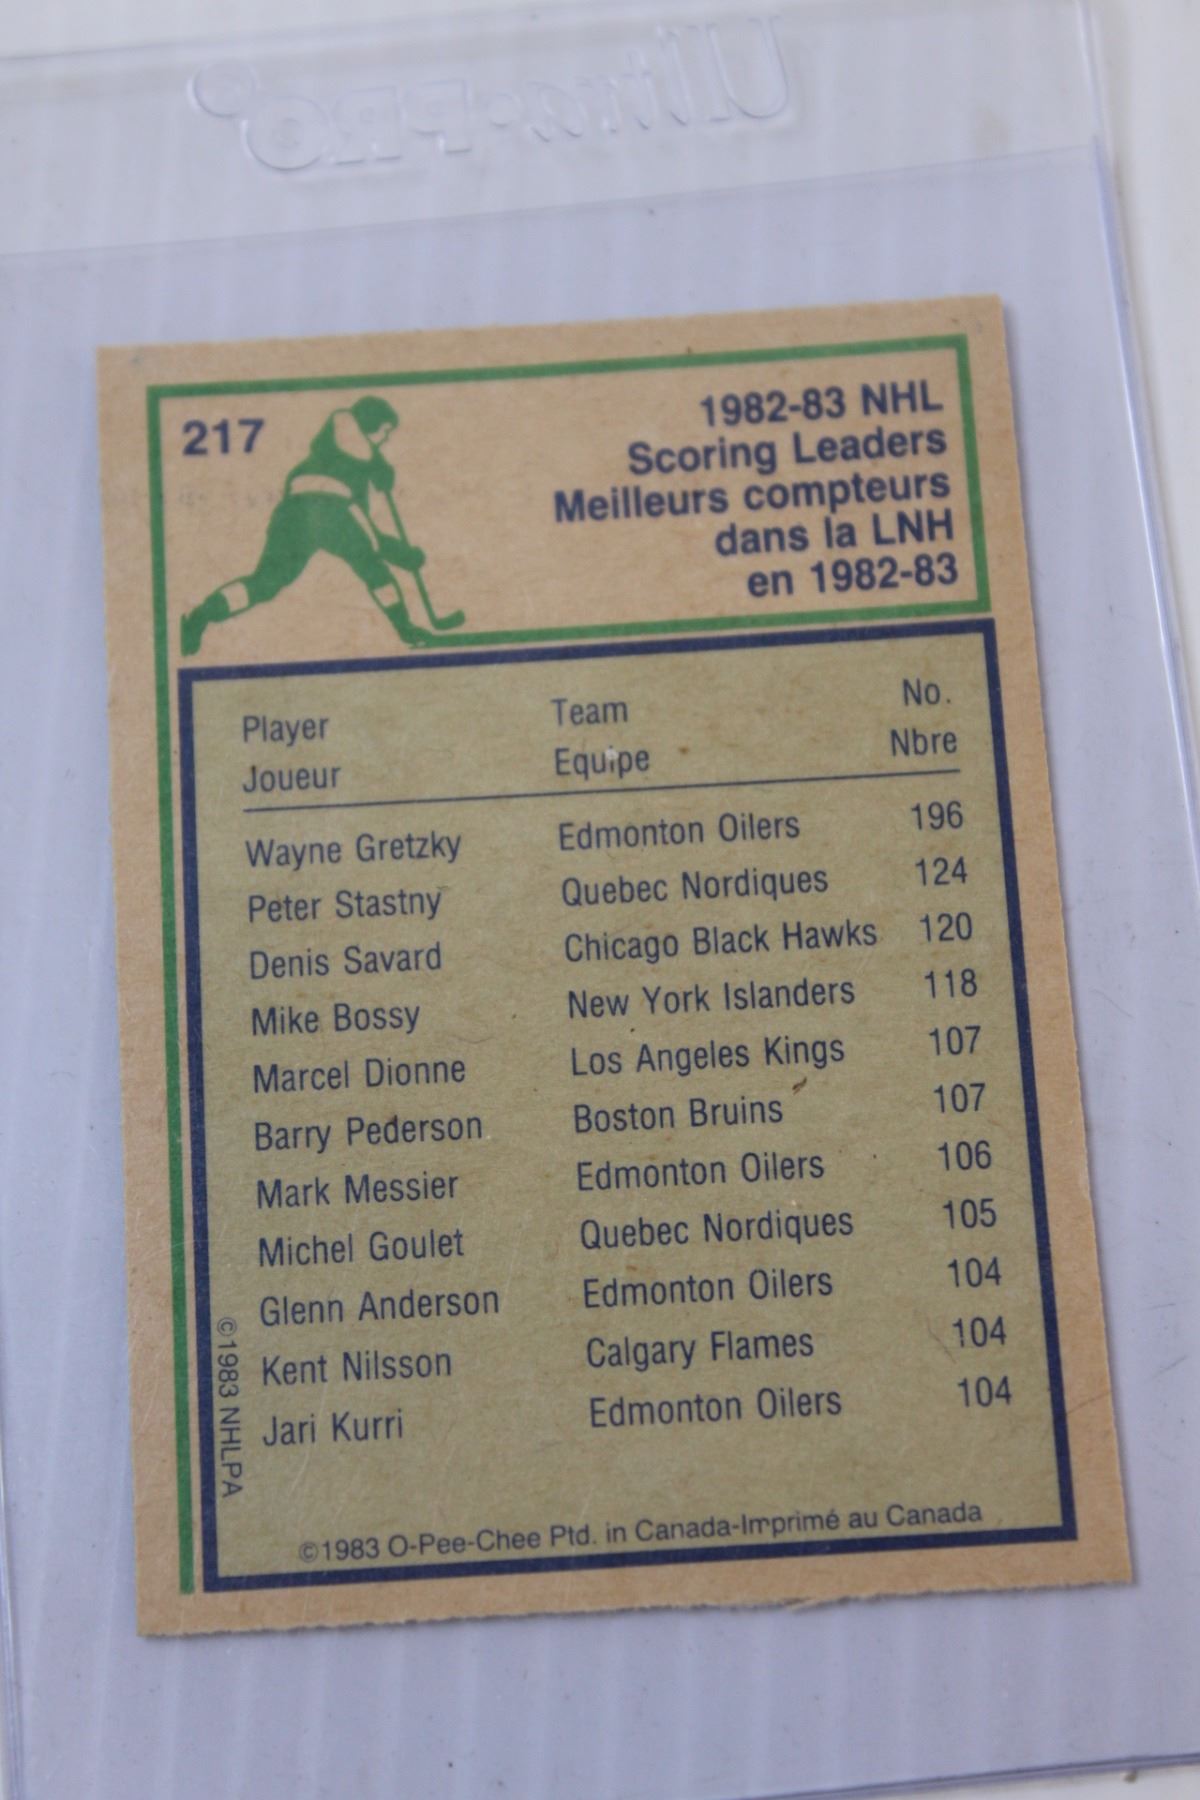 Ultra•PRO®
217
1982-83 NHL
Scoring Leaders
Meilleurs compteurs
dans la LNH
en 1982-83
Player Team No.
Joueur Equipe Nbre
Wayne Gretzky Edmonton Oilers 196
Peter Stastny Quebec Nordiques 124
Denis Savard Chicago Black Hawks 120
Mike Bossy New York Islanders 118
Marcel Dionne Los Angeles Kings 107
Barry Pederson Boston Bruins 107
Mark Messier Edmonton Oilers 106
Michel Goulet Quebec Nordiques 105
Glenn Anderson Edmonton Oilers 104
Kent Nilsson Calgary Flames 104
Jari Kurri Edmonton Oilers 104
©1983 NHLPA
©1983 O-Pee-Chee Ptd. in Canada-Imprimé au Canada